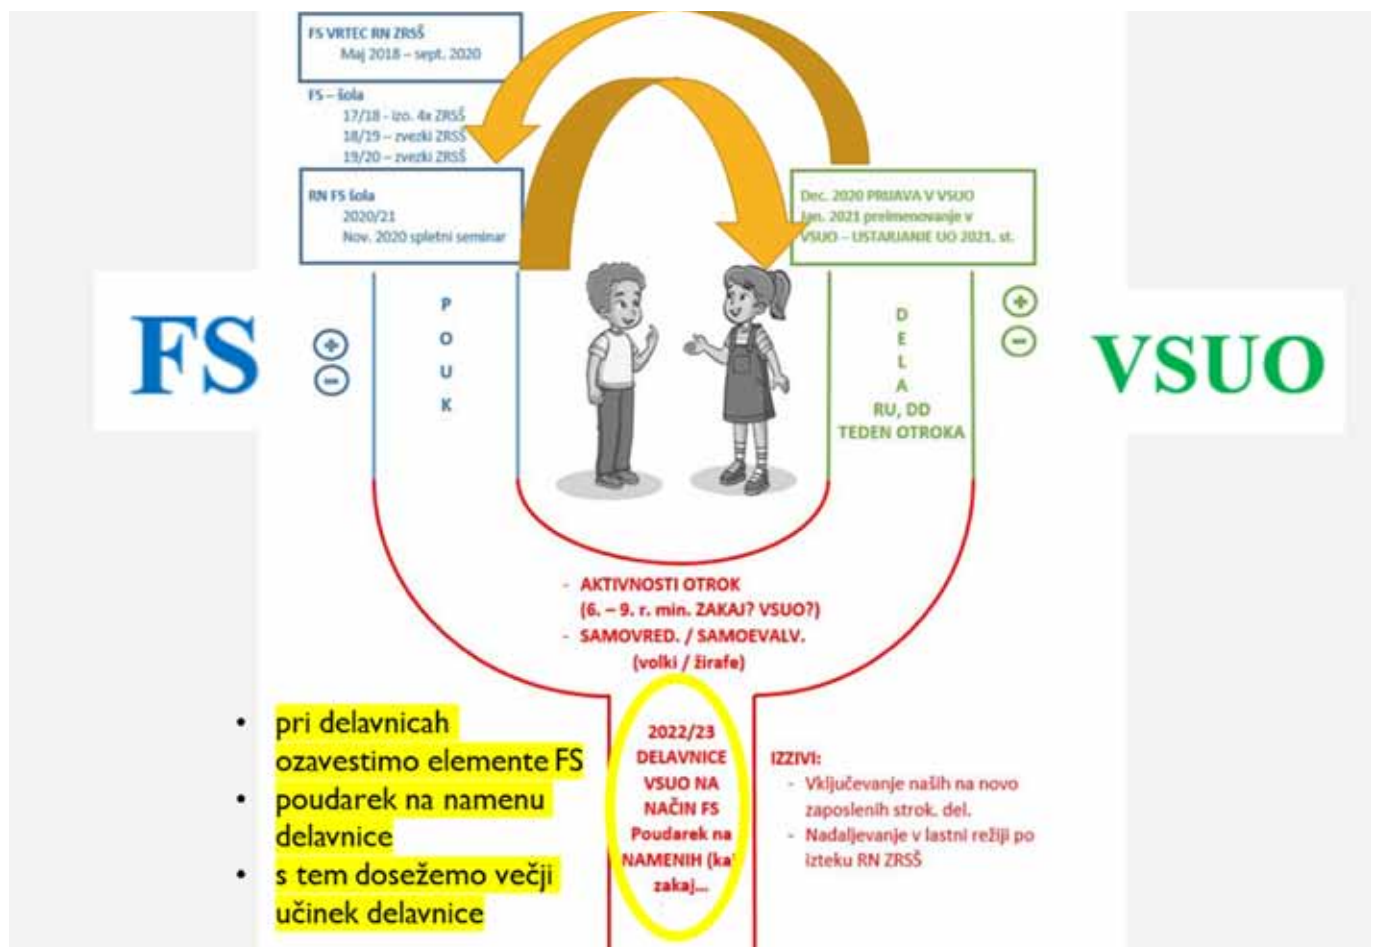 FS VRTEC RN ZRSŠ
Maj 2018 – sept. 2020
FS – šola
17/18 - izo. 4x ZRSŠ
18/19 – zvezki ZRSŠ
19/20 – zvezki ZRSŠ
RN FS šola
2020/21
Nov. 2020 spletni seminar
Dec. 2020 PRIJAVA V VSUO
Jan. 2021 preimenovanje v
VSUO – USTARJANJE UO 2021. st.
FS
+
-
P
O
U
K
D
E
L
A
RU, DD
TEDEN OTROKA
+
-
VSUO
- AKTIVNOSTI OTROK
(6. – 9. r. min. ZAKAJ? VSUO?)
- SAMOVRED. / SAMOEVALV.
(volki / žirafe)
• pri delavnicah
ozavestimo elemente FS
• poudarek na namenu
delavnice
• s tem dosežemo večji
učinek delavnice
2022/23
DELAVNICE
VSUO NA
NAČIN FS
Poudarek na
NAMENIH (kaj
zakaj...
IZZIVI:
- Vključevanje naših na novo
zaposlenih strok. del.
- Nadaljevanje v lastni režiji po
izteku RN ZRSŠ